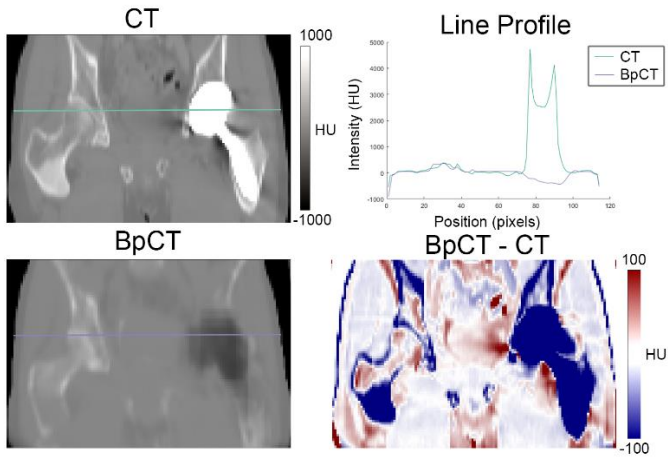 CT
1000
HU
-1000
Line Profile
CT
BpCT
Intensity (HU)
5000
4000
3000
2000
1000
0
-1000
0
20
40
60
80
100
120
Position (pixels)
BpCT
BpCT - CT
100
HU
-100